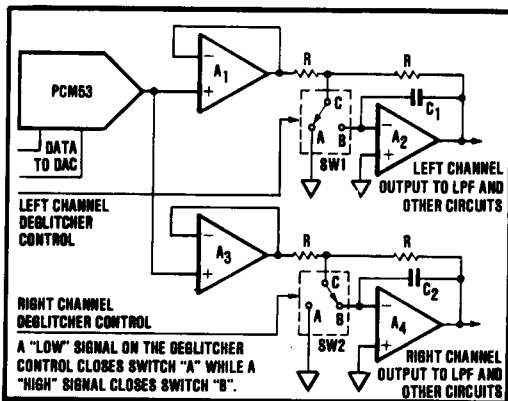 PCM53
DATA
TO DAC
A1
R
R
C
A
B
SW1
C1
A2
LEFT CHANNEL
OUTPUT TO LPF AND
OTHER CIRCUITS
LEFT CHANNEL
DEGLITCHER
CONTROL
A3
R
R
C
A
B
SW2
C2
A4
RIGHT CHANNEL
DEGLITCHER CONTROL
A "LOW" SIGNAL ON THE DEGLITCHER
CONTROL CLOSES SWITCH "A" WHILE A
"HIGH" SIGNAL CLOSES SWITCH "B".
RIGHT CHANNEL
OUTPUT TO LPF AND
OTHER CIRCUITS